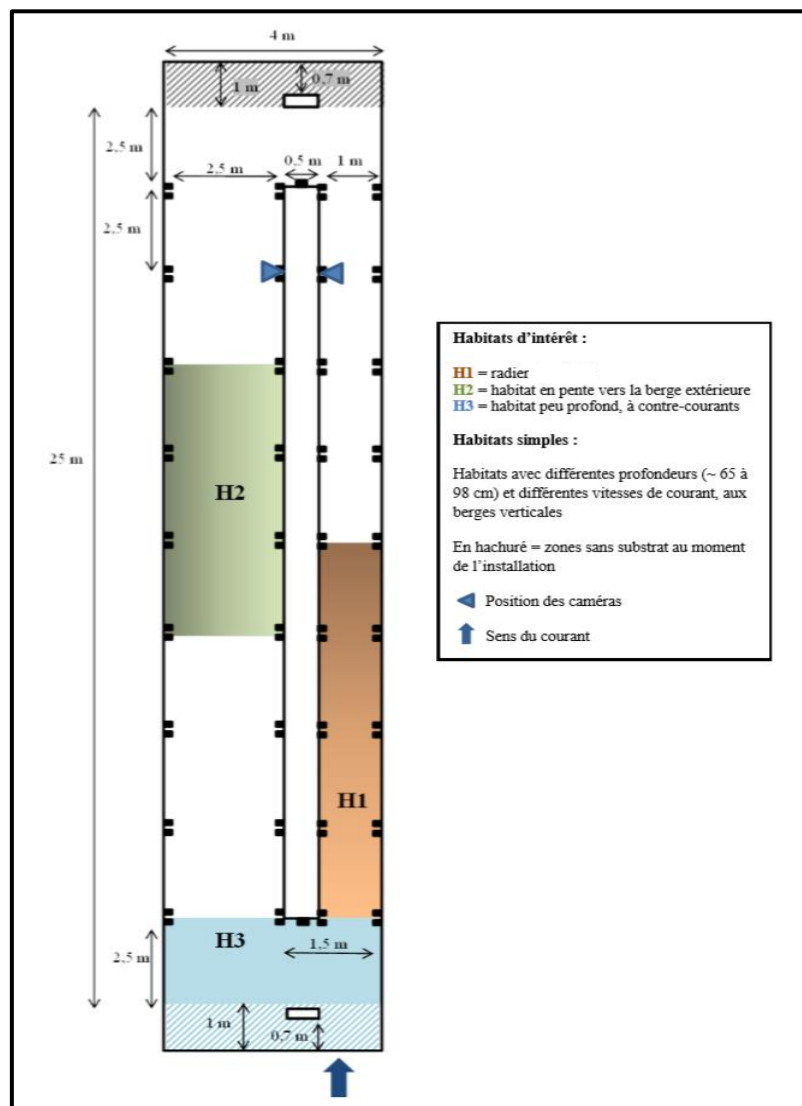 4 m
1 m
0,7 m
2,5 m
2,5 m
0,5 m
1 m
2,5 m
25 m
H2
H1
H3
1,5 m
2,5 m
1 m
0,7 m
Habitats d'intérêt :
H1 = radier
H2 = habitat en pente vers la berge extérieure
H3 = habitat peu profond, à contre-courants
Habitats simples :
Habitats avec différentes profondeurs (~ 65 à
98 cm) et différentes vitesses de courant, aux
berges verticales
En hachuré = zones sans substrat au moment
de l'installation
Position des caméras
Sens du courant